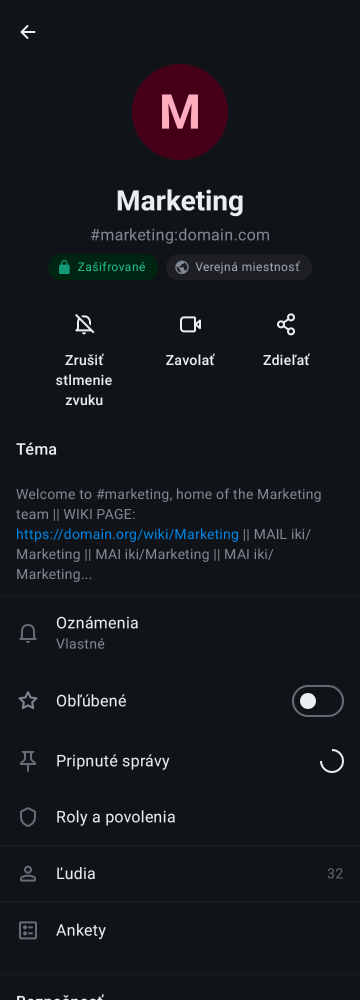 M
Marketing
#marketing:domain.com
Zašifrované
Verejná miestnosť
Zrušiť
stlmenie
zvuku
Zavolať
Zdieľať
Téma
Welcome to #marketing, home of the Marketing
team || WIKI PAGE:
https://domain.org/wiki/Marketing || MAIL iki/
Marketing || MAI iki/Marketing || MAI iki/
Marketing...
Oznámenia
Vlastné
Obľúbené
Pripnuté správy
Roly a povolenia
Ľudia 32
Ankety
Bezpečnosť